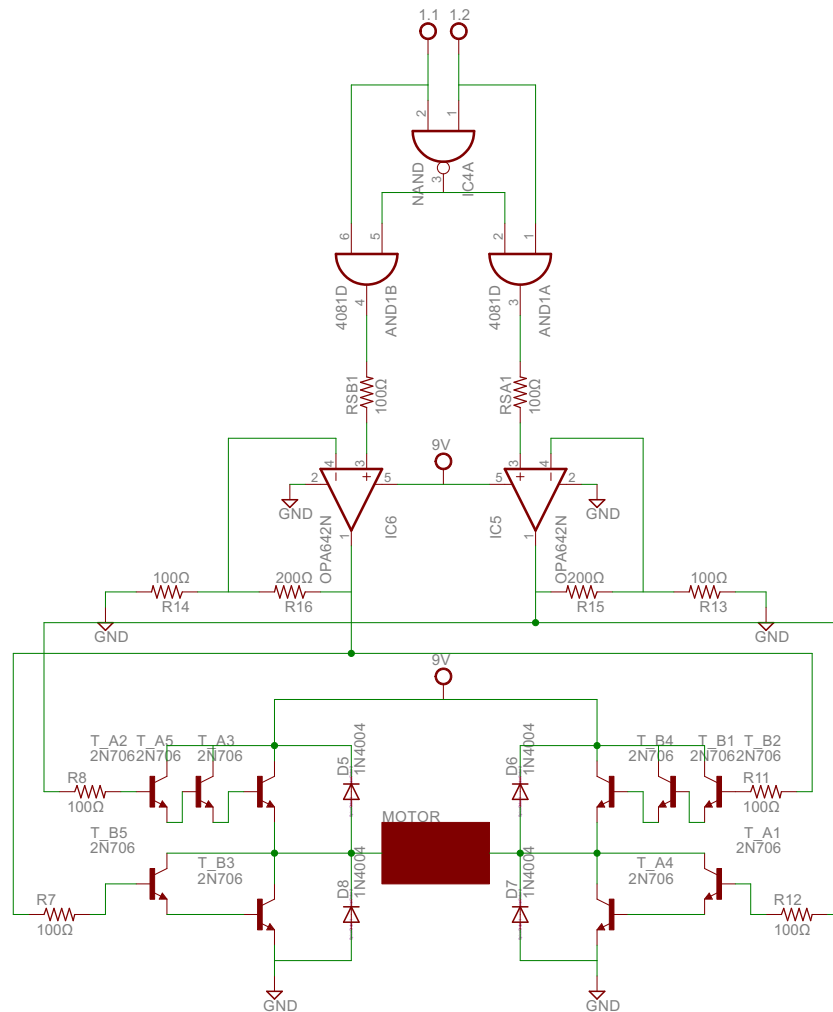 1.1 1.2
2 1
NAND 3 IC4A
6 5 2 1
4081D 4 AND1B 4081D 3 AND1A
RSB1 100Ω RSA1 100Ω
9V
4 3 3 4
2 5 5 2
- + + -
GND GND
OPA642N 1 IC6 IC5 1 OPA642N
100Ω 200Ω 200Ω 100Ω
R14 R16 R15 R13
GND GND
9V
T_A2 T_A5 T_A3 D5 1N4004 D6 1N4004 T_B4 T_B1 T_B2
2N706 2N706 2N706 2N706 2N706 2N706
R8 R11
100Ω 100Ω
MOTOR
T_B5 T_A1
2N706 2N706
T_B3 D8 1N4004 D7 1N4004 T_A4
2N706 2N706
R7 R12
100Ω 100Ω
GND GND